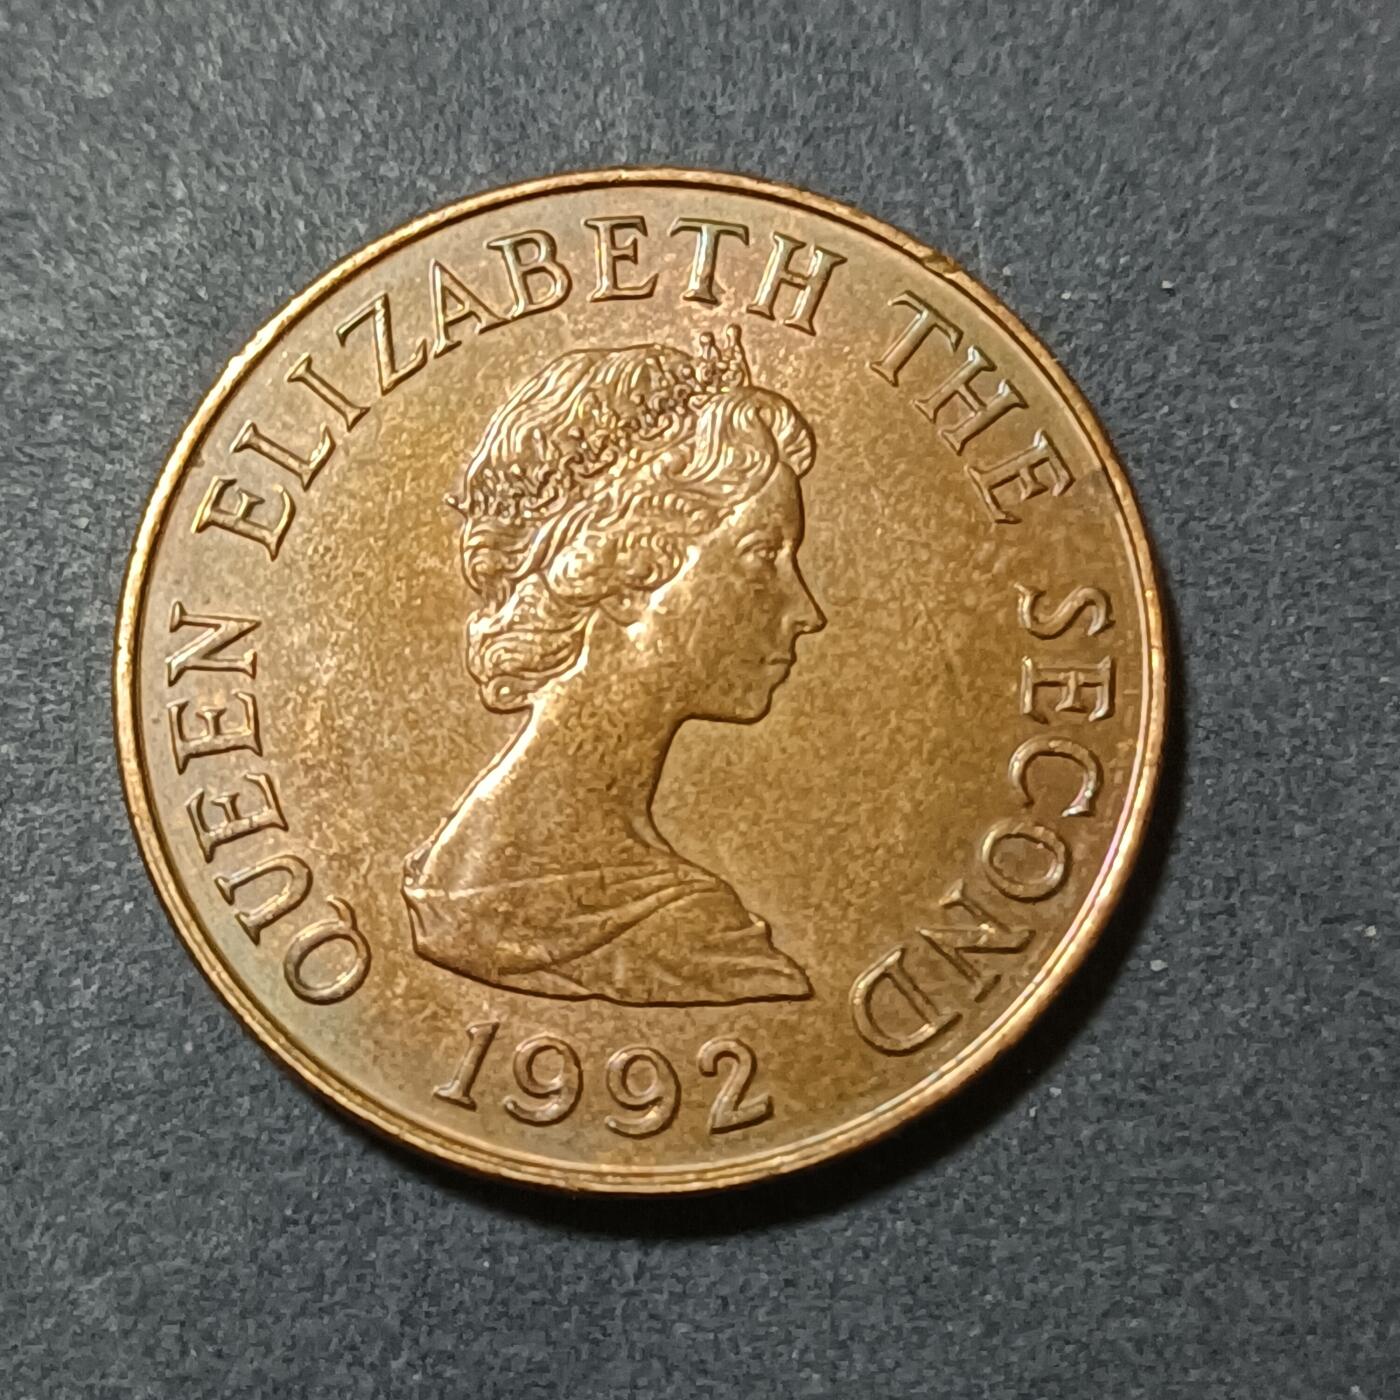 QUEEN ELIZABETH THE SECOND
1992